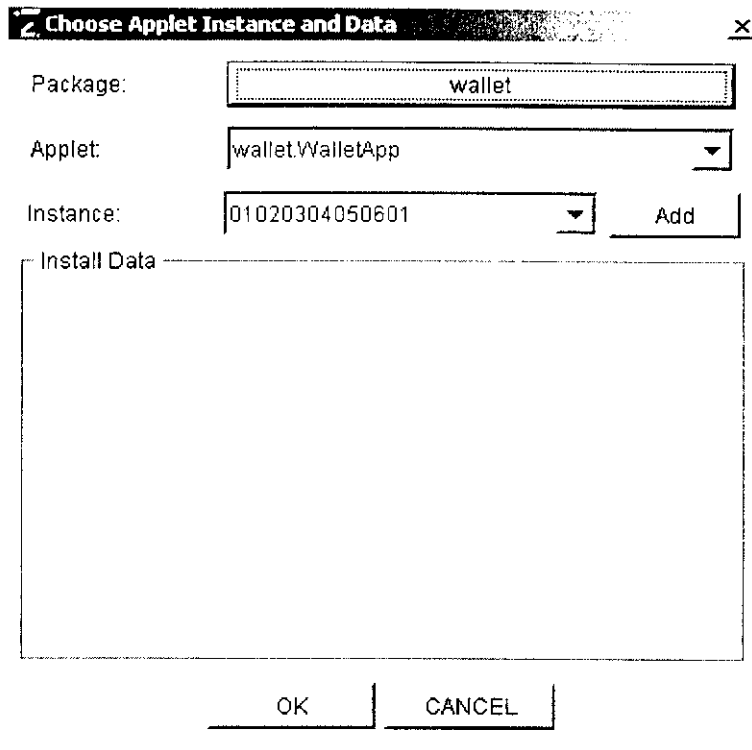 Choose Applet Instance and Data
Package: wallet
Applet: wallet.WalletApp
Instance: 01020304050601 Add
Install Data
OK CANCEL